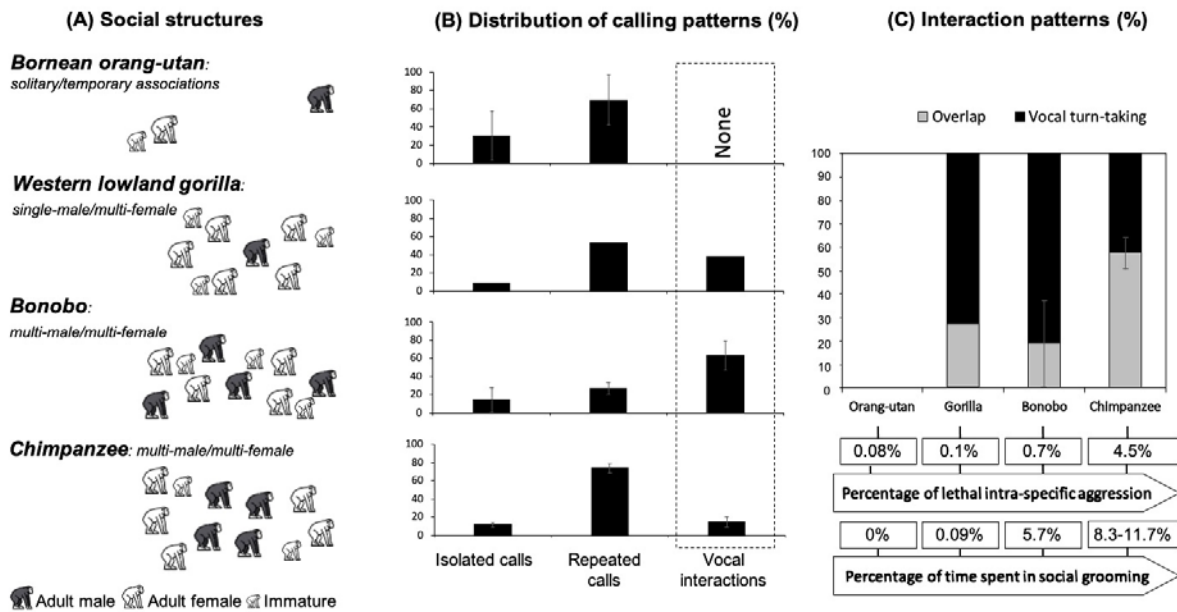 (A) Social structures
Bornean orang-utan:
solitary/temporary associations
Western lowland gorilla:
single-male/multi-female
Bonobo:
multi-male/multi-female
Chimpanzee: multi-male/multi-female
Adult male Adult female Immature
(B) Distribution of calling patterns (%)
100
80
60
40
20
0
None
100
80
60
40
20
0
100
80
60
40
20
0
100
80
60
40
20
0
Isolated calls Repeated calls Vocal interactions
(C) Interaction patterns (%)
Overlap Vocal turn-taking
100
90
80
70
60
50
40
30
20
10
0
Orang-utan Gorilla Bonobo Chimpanzee
0.08% 0.1% 0.7% 4.5%
Percentage of lethal intra-specific aggression
0% 0.09% 5.7% 8.3-11.7%
Percentage of time spent in social grooming